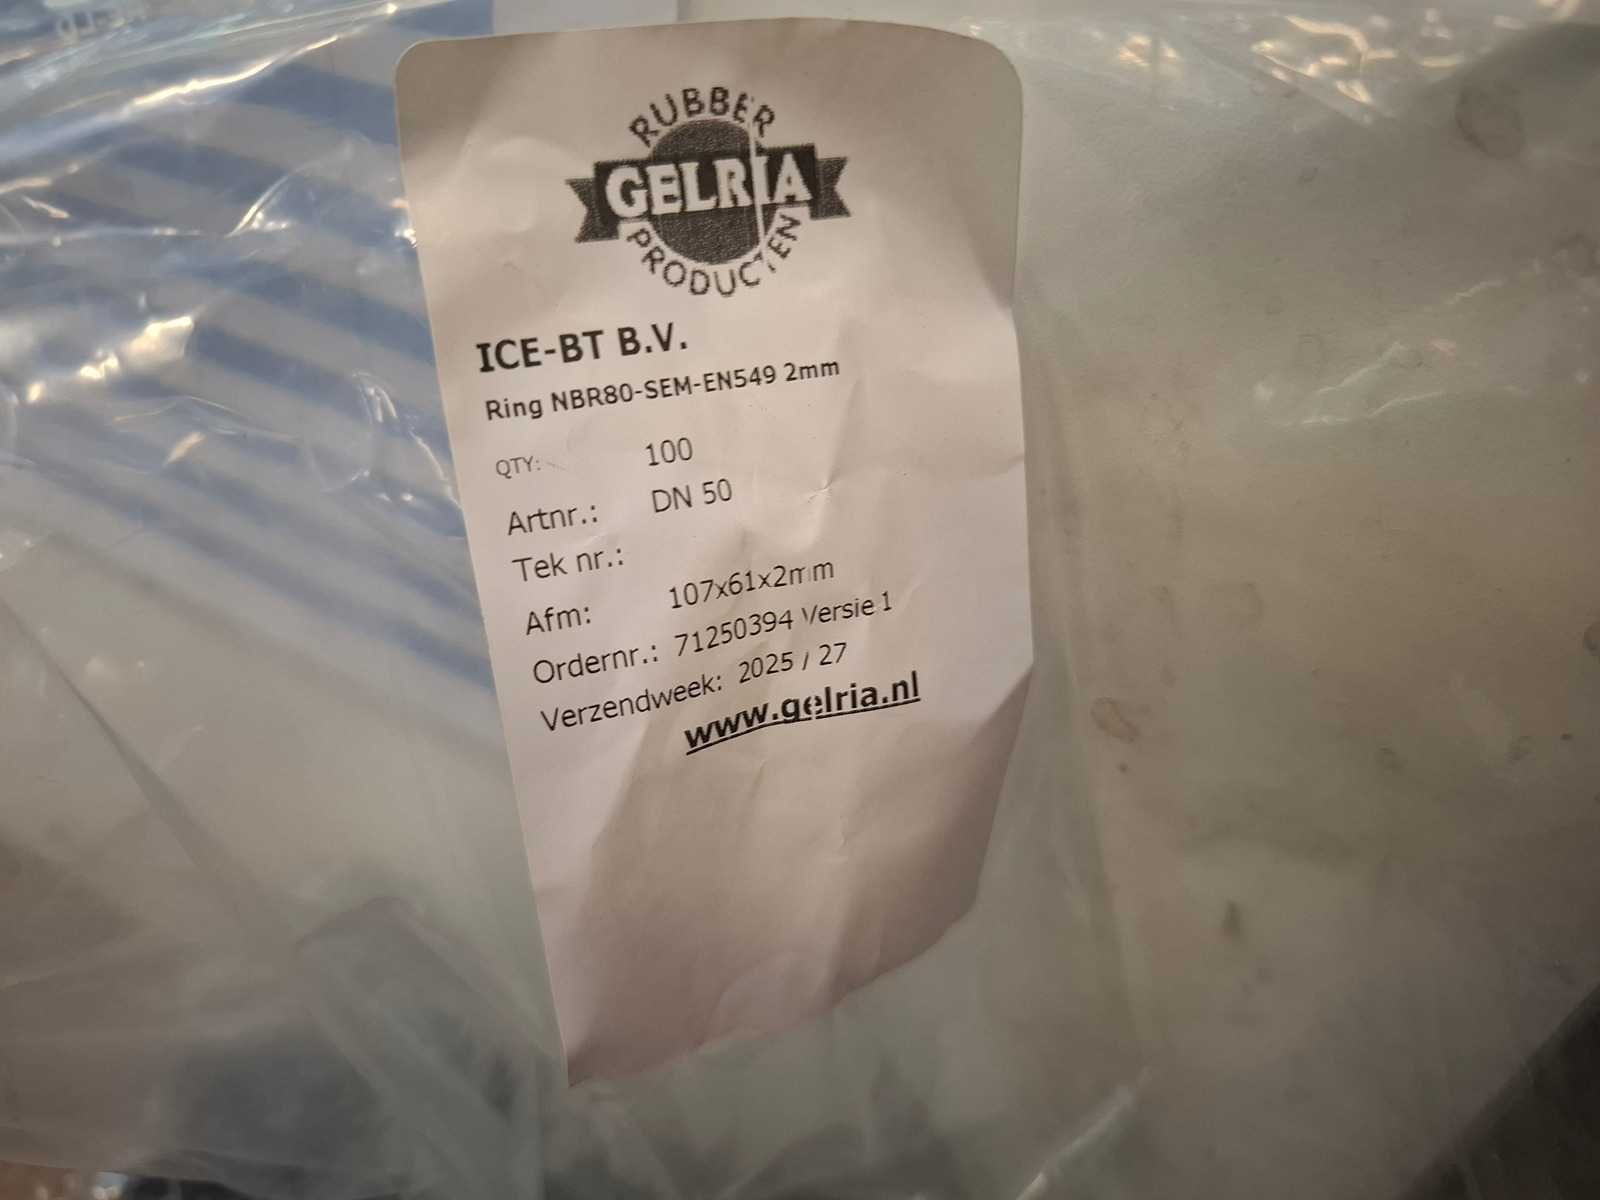 RUBBER
GELRIA
PRODUCTEN
ICE-BT B.V.
Ring NBR80-SEM-EN549 2mm
QTY: 100
Artnr.: DN 50
Tek nr.:
Afm: 107x61x2mm
Ordernr.: 71250394 Versie 1
Verzendweek: 2025 / 27
www.gelria.nl